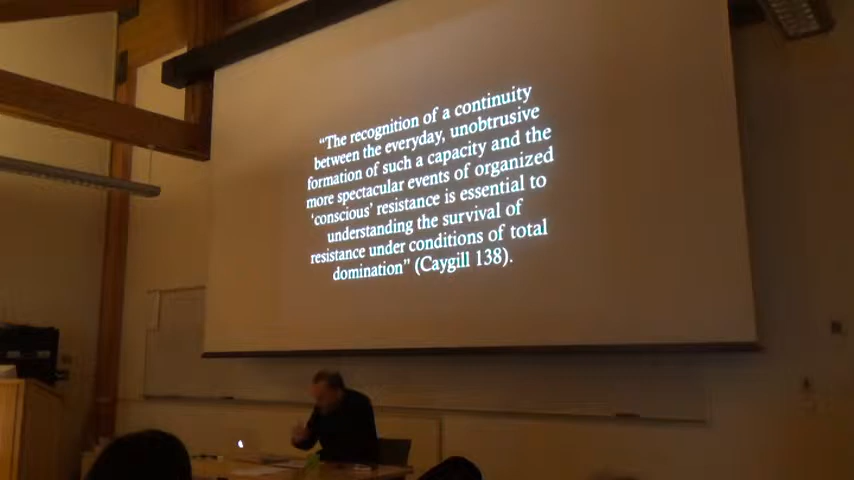 “The recognition of a continuity
between the everyday, unobtrusive
formation of such a capacity and the
more spectacular events of organized
‘conscious’ resistance is essential to
understanding the survival of
resistance under conditions of total
domination” (Caygill 138).